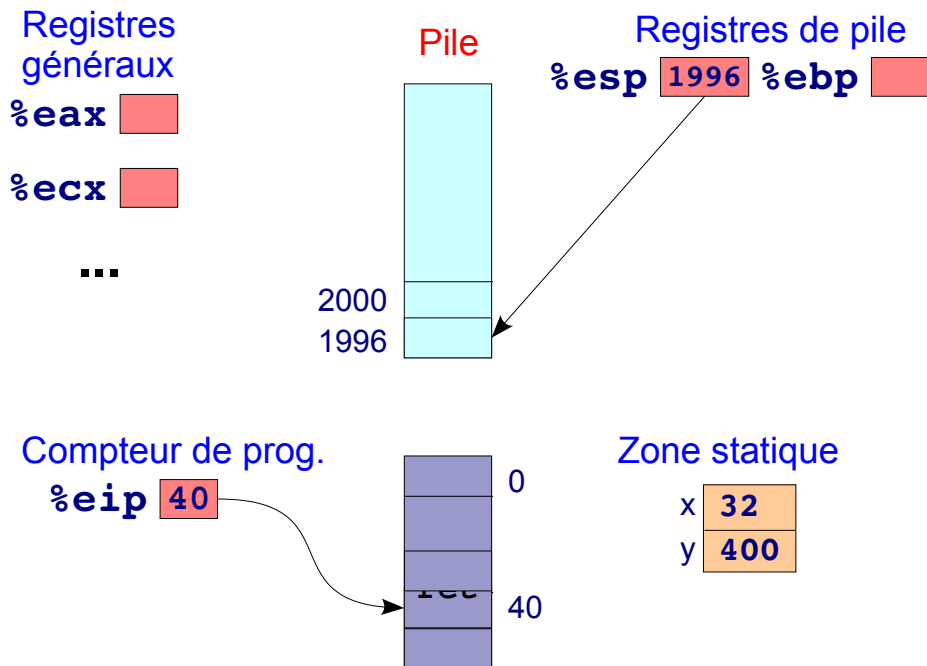 Registres
généraux
%eax
%ecx
...
Pile
2000
1996
Registres de pile
%esp 1996 %ebp
Compteur de prog.
%eip 40
0
40
Zone statique
x 32
y 400